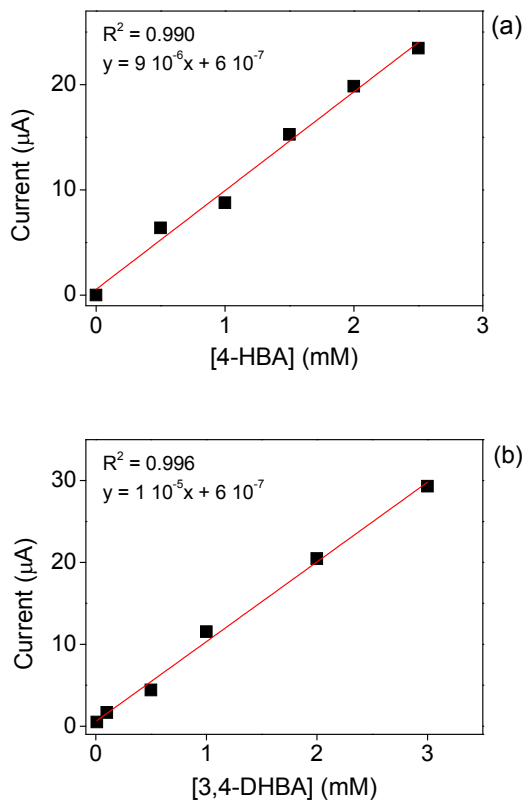 (a)
R² = 0.990
y = 9 10⁻⁶x + 6 10⁻⁷
20
10
0
Current (μA)
0 1 2 3
[4-HBA] (mM)
(b)
R² = 0.996
y = 1 10⁻⁵x + 6 10⁻⁷
30
20
10
0
Current (μA)
0 1 2 3
[3,4-DHBA] (mM)